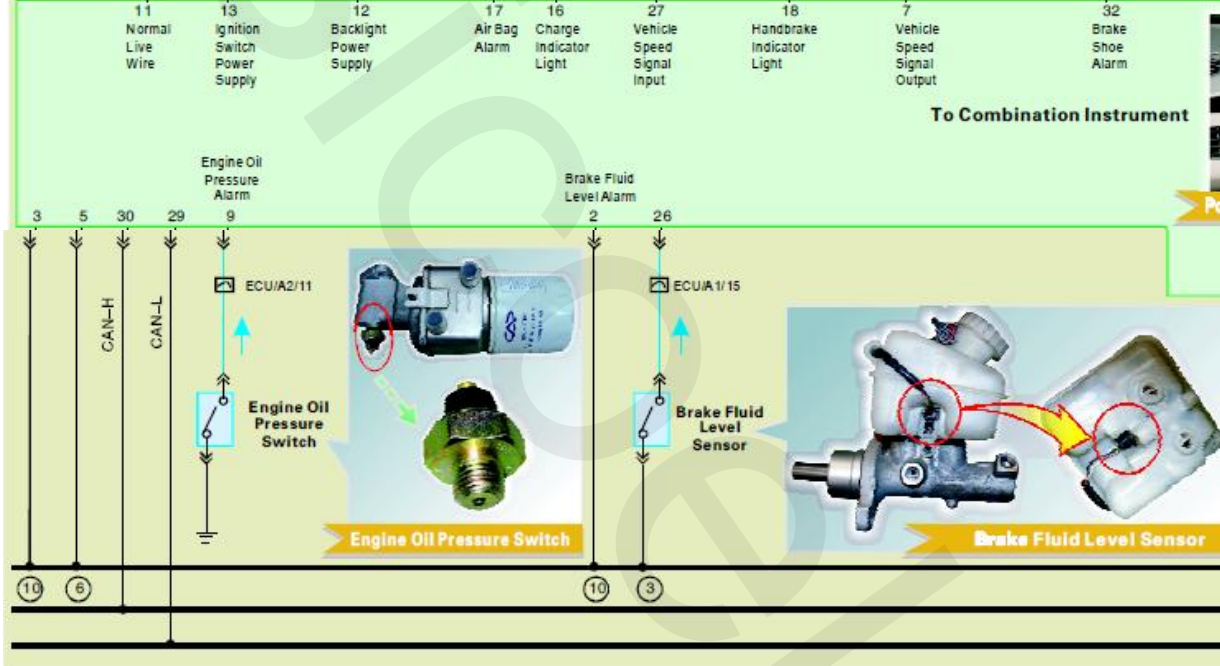 11 13 12 17 16 27 18 7 32
Normal
Live
Wire
Ignition
Switch
Power
Supply
Backlight
Power
Supply
Air Bag
Alarm
Charge
Indicator
Light
Vehicle
Speed
Signal
Input
Handbrake
Indicator
Light
Vehicle
Speed
Signal
Output
Brake
Shoe
Alarm
To Combination Instrument
Engine Oil
Pressure
Alarm
Brake Fluid
Level Alarm
3 5 30 29 9 2 26
ECU/A2/11
ECU/A1/15
CAN–H
CAN–L
Engine Oil
Pressure
Switch
Brake Fluid
Level
Sensor
Engine Oil Pressure Switch
Brake Fluid Level Sensor
10 6 10 3